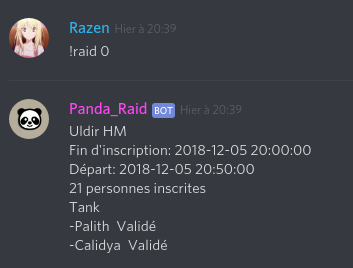 Razen Hier à 20:39
!raid 0
Panda_Raid BOT Hier à 20:39
Uldir HM
Fin d'inscription: 2018-12-05 20:00:00
Départ: 2018-12-05 20:50:00
21 personnes inscrites
Tank
-Palith Validé
-Calidya Validé